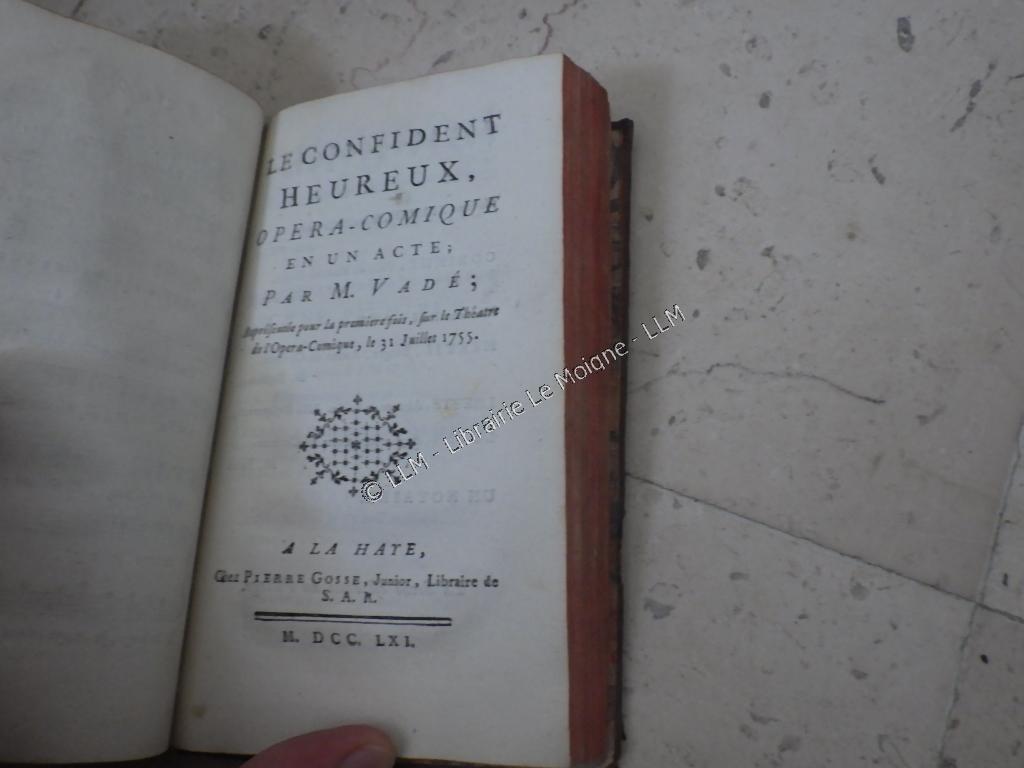 LE CONFIDENT
HEUREUX,
OPERA-COMIQUE
EN UN ACTE;
PAR M. VADÉ;
Représentée pour la premiere fois, sur le Théatre
de l'Opera-Comique, le 31 Juillet 1755.
© LLM - Librairie Le Moigne - LLM
A LA HAYE,
Chez PIERRE GOSSE, Junior, Libraire de
S. A. R.
M. DCC. LXI.